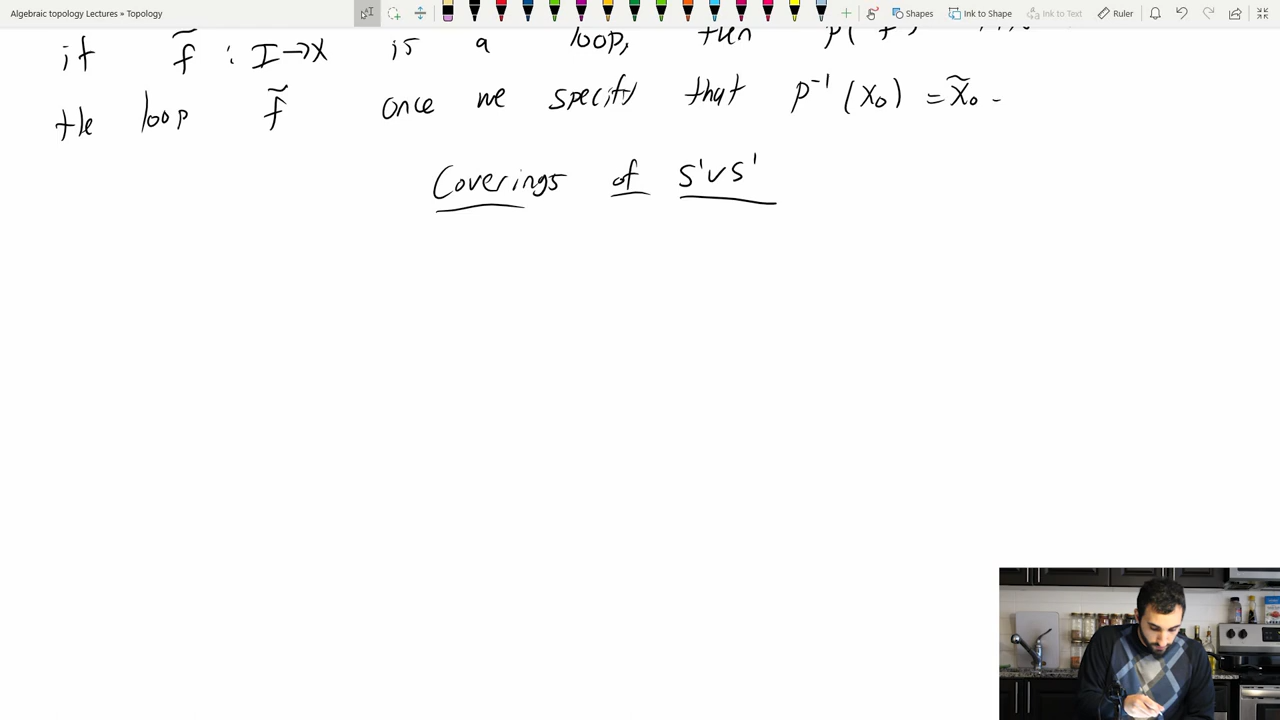 Algebraic topology Lectures – Topology
Shapes Ink to Shape Ink to Text Ruler
if f̃ : I→X is a loop, then p(
the loop f̃ once we specify that p⁻¹(x₀) = x̃₀ -
Coverings of S¹∨S¹